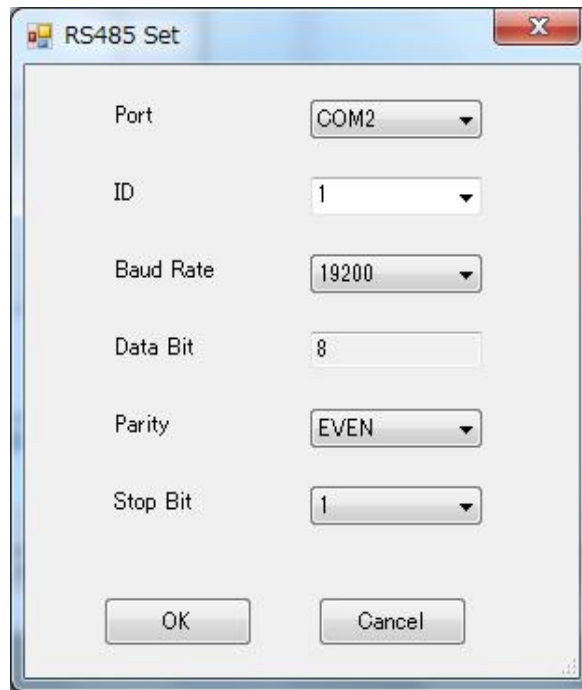 RS485 Set
Port COM2
ID 1
Baud Rate 19200
Data Bit 8
Parity EVEN
Stop Bit 1
OK Cancel